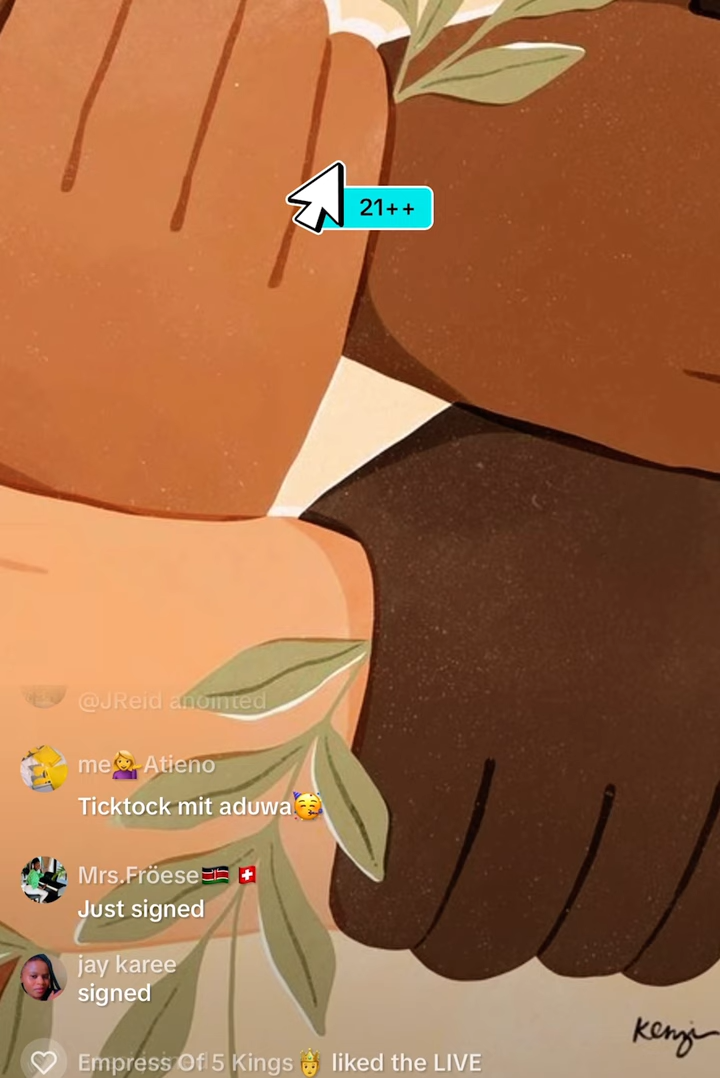 21++
@JReid anointed
me💁‍♀️Atieno
Ticktock mit aduwa🥳
Mrs.Fröese🇰🇪 🇨🇭
Just signed
jay karee
signed
Empress Of 5 Kings🤴 liked the LIVE